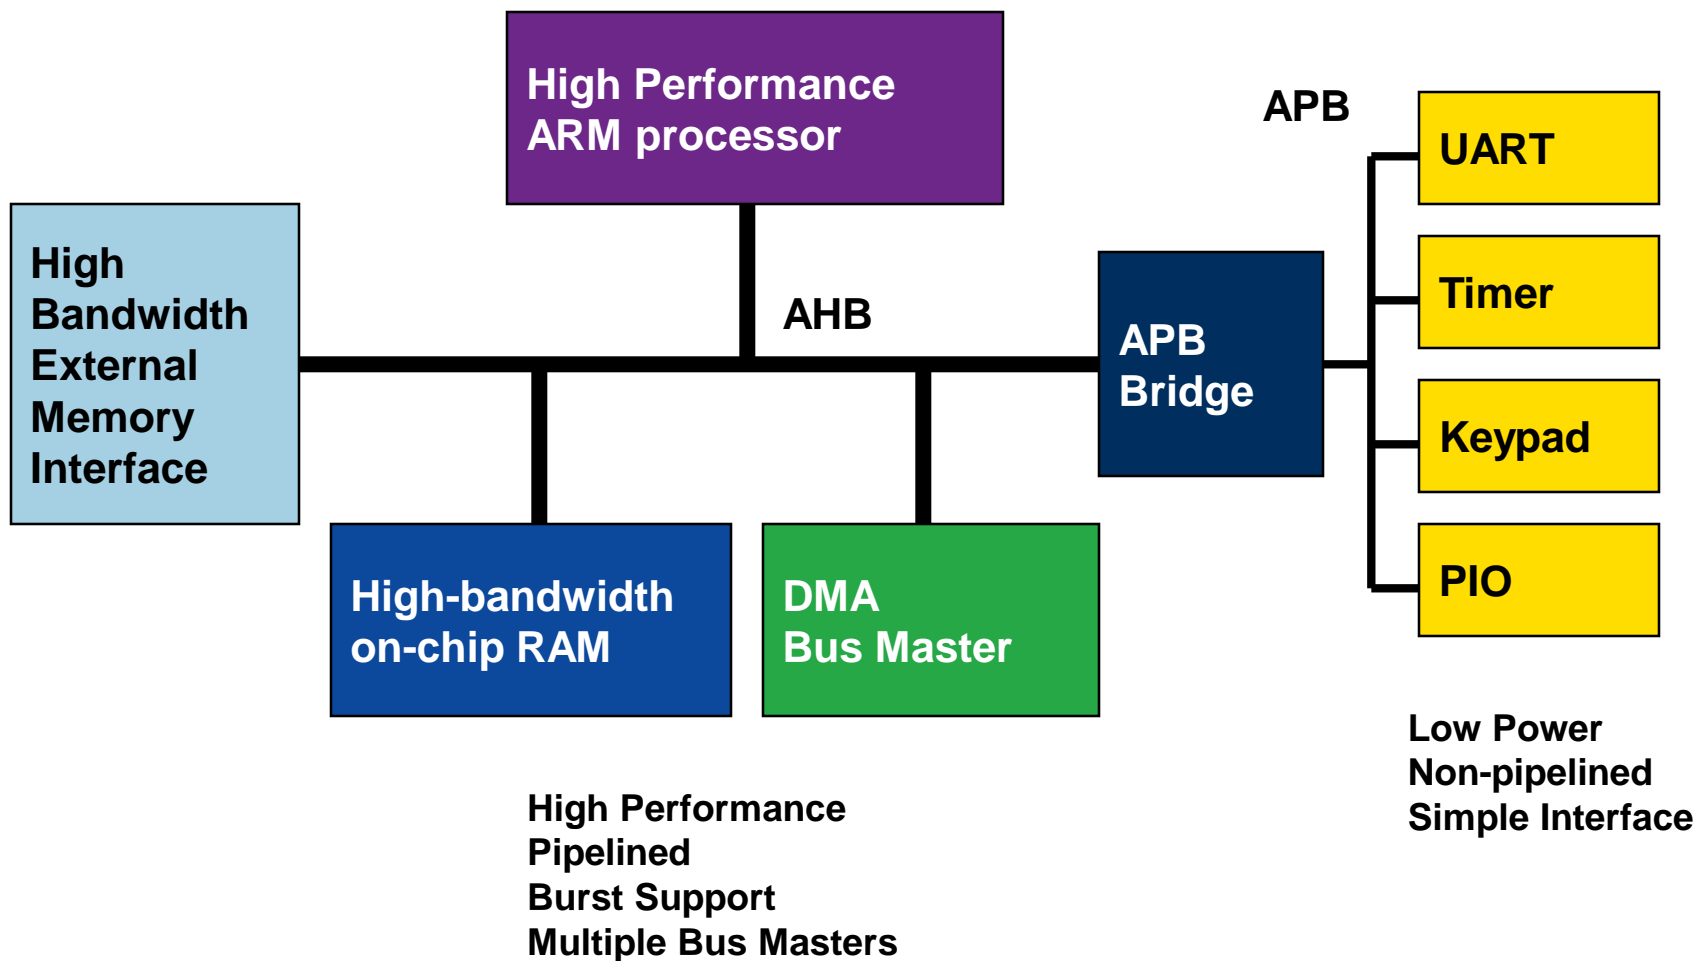 High Performance
ARM processor
APB
UART
High
Bandwidth
External
Memory
Interface
AHB
APB
Bridge
Timer
Keypad
High-bandwidth
on-chip RAM
DMA
Bus Master
PIO
Low Power
Non-pipelined
Simple Interface
High Performance
Pipelined
Burst Support
Multiple Bus Masters